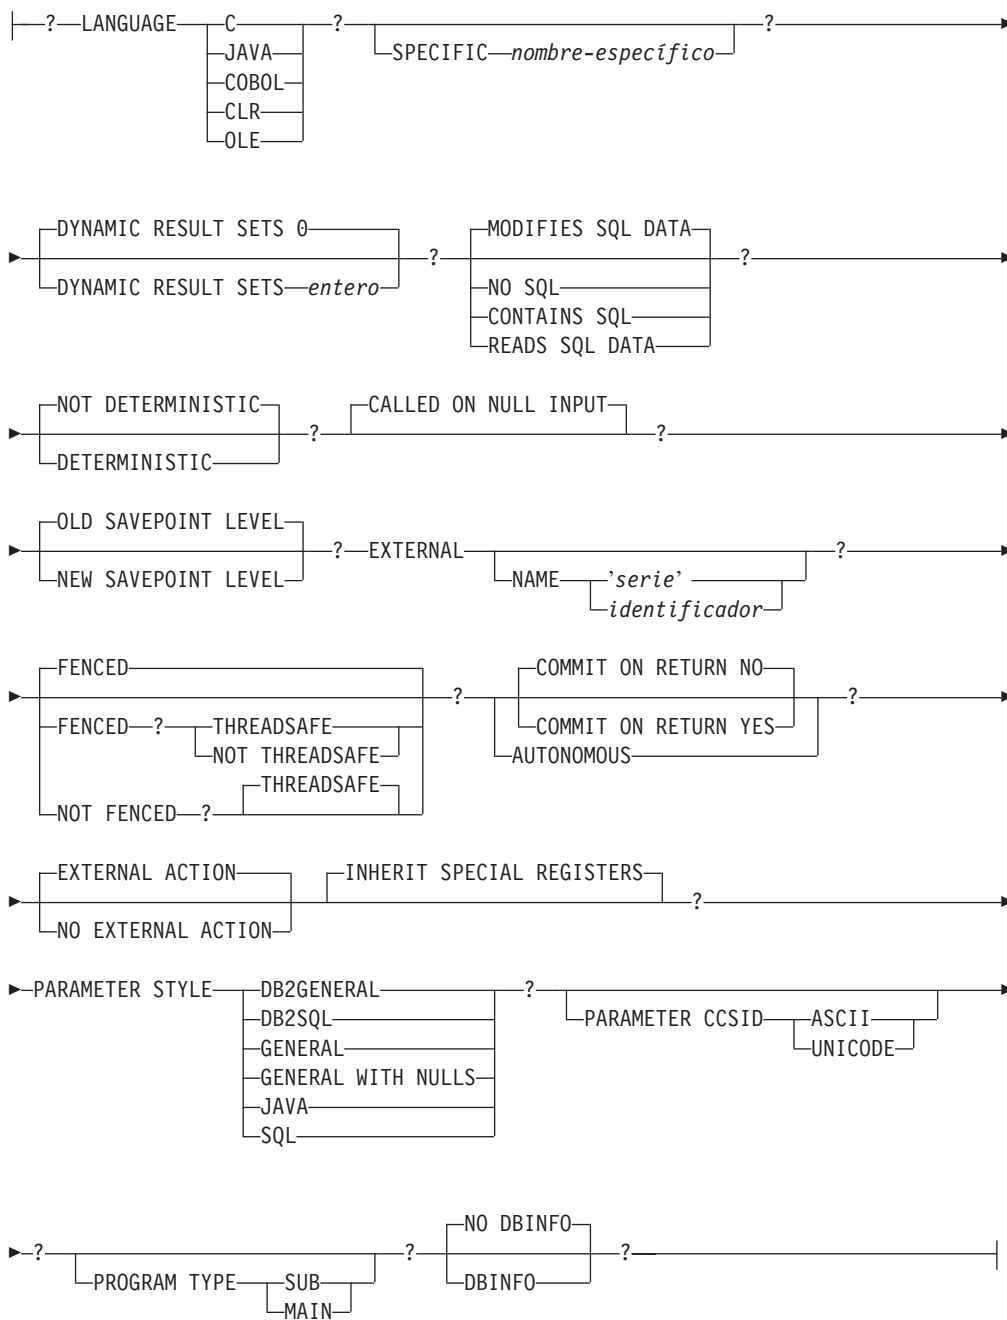 ? LANGUAGE C ? SPECIFIC nombre-específico ?
JAVA
COBOL
CLR
OLE
DYNAMIC RESULT SETS 0 ? MODIFIES SQL DATA ?
DYNAMIC RESULT SETS entero NO SQL
CONTAINS SQL
READS SQL DATA
NOT DETERMINISTIC ? CALLED ON NULL INPUT ?
DETERMINISTIC
OLD SAVEPOINT LEVEL ? EXTERNAL ?
NEW SAVEPOINT LEVEL NAME 'serie'
identificador
FENCED ? COMMIT ON RETURN NO ?
FENCED ? THREADSAFE COMMIT ON RETURN YES
NOT THREADSAFE AUTONOMOUS
THREADSAFE
NOT FENCED ?
EXTERNAL ACTION INHERIT SPECIAL REGISTERS ?
NO EXTERNAL ACTION
PARAMETER STYLE DB2GENERAL ? PARAMETER CCSID ASCII
DB2SQL UNICODE
GENERAL
GENERAL WITH NULLS
JAVA
SQL
? PROGRAM TYPE SUB ? NO DBINFO ?
MAIN DBINFO